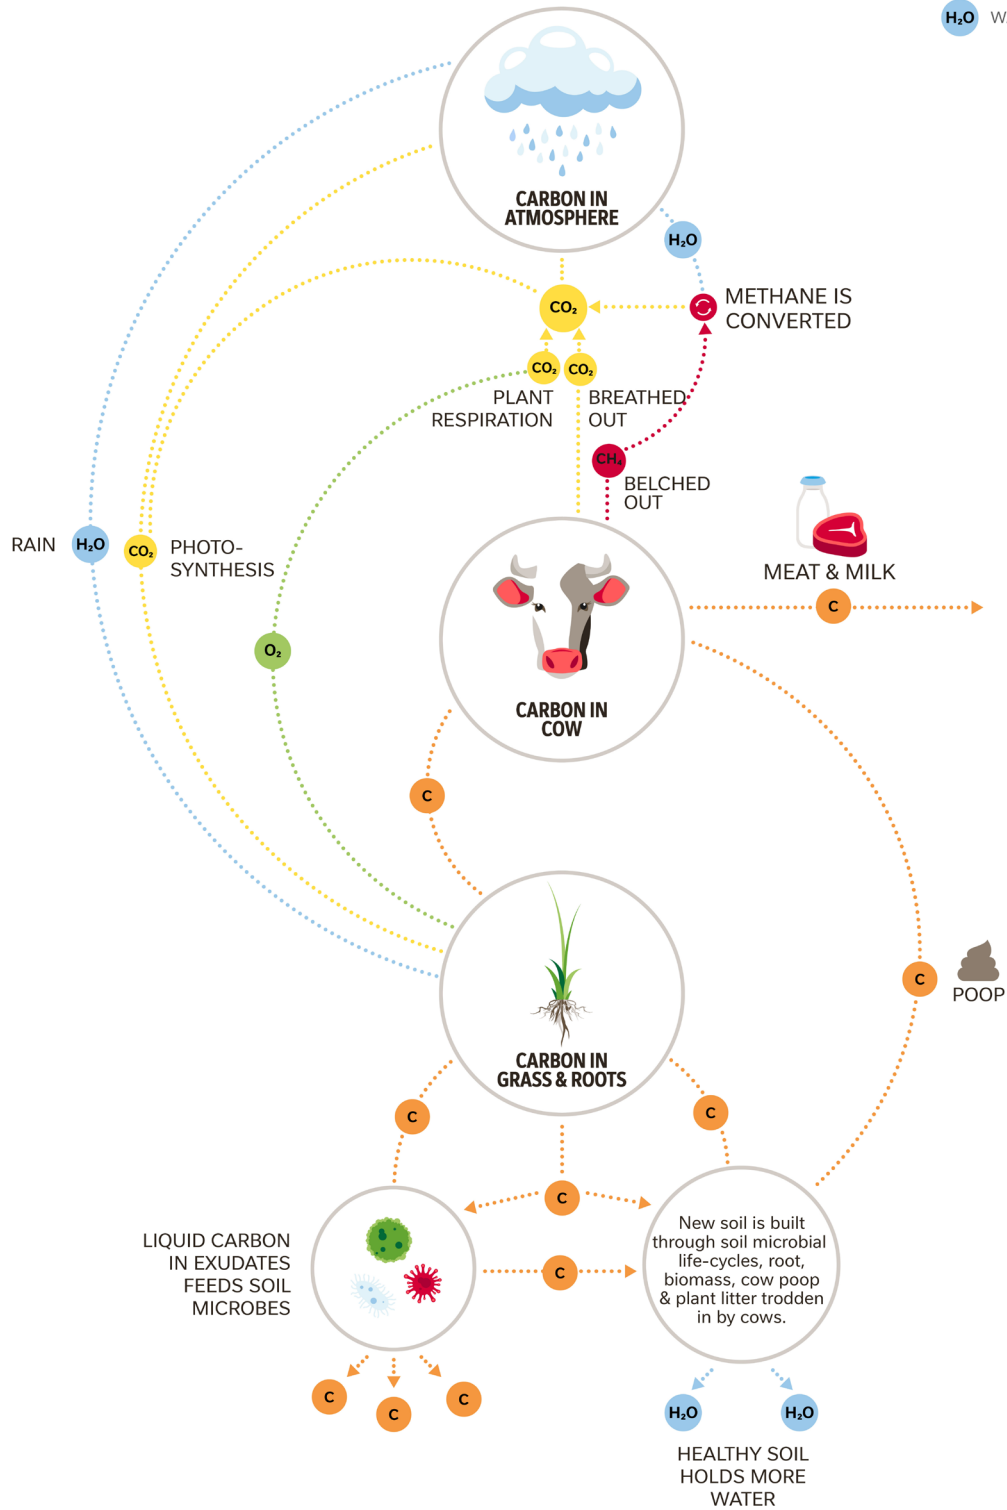 H₂O
CARBON IN
ATMOSPHERE
H₂O
CO₂
METHANE IS
CONVERTED
CO₂
CO₂
PLANT
RESPIRATION
BREATHED
OUT
CH₄
BELCHED
OUT
RAIN
H₂O
CO₂
PHOTO-
SYNTHESIS
MEAT & MILK
C
O₂
CARBON IN
COW
C
C
POOP
CARBON IN
GRASS & ROOTS
C
C
C
LIQUID CARBON
IN EXUDATES
FEEDS SOIL
MICROBES
C
New soil is built
through soil microbial
life-cycles, root,
biomass, cow poop
& plant litter trodden
in by cows.
C
C
C
H₂O
H₂O
HEALTHY SOIL
HOLDS MORE
WATER